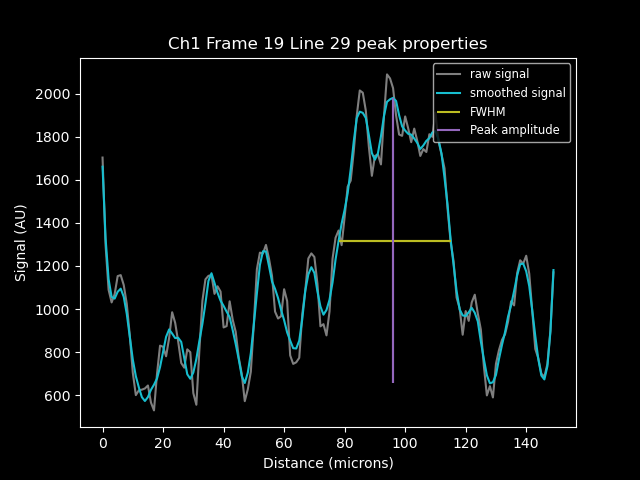 Ch1 Frame 19 Line 29 peak properties
raw signal
smoothed signal
FWHM
Peak amplitude
2000
1800
1600
1400
1200
1000
800
600
Signal (AU)
0 20 40 60 80 100 120 140
Distance (microns)